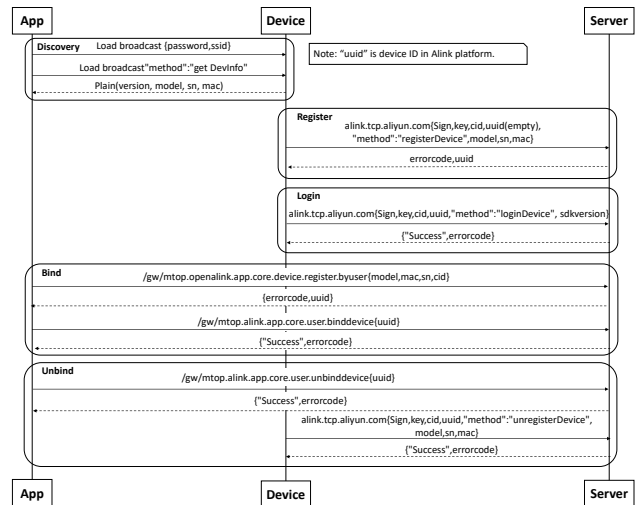 App
Device
Server
Discovery
Load broadcast {password,ssid}
Note: “uuid” is device ID in Alink platform.
Load broadcast"method":"get DevInfo"
Plain(version, model, sn, mac)
Register
alink.tcp.aliyun.com{Sign,key,cid,uuid(empty),
"method":"registerDevice",model,sn,mac}
errorcode,uuid
Login
alink.tcp.aliyun.com{Sign,key,cid,uuid,"method":"loginDevice", sdkversion}
{"Success",errorcode}
Bind
/gw/mtop.openalink.app.core.device.register.byuser{model,mac,sn,cid}
{errorcode,uuid}
/gw/mtop.alink.app.core.user.binddevice{uuid}
{"Success",errorcode}
Unbind
/gw/mtop.alink.app.core.user.unbinddevice{uuid}
{"Success",errorcode}
alink.tcp.aliyun.com{Sign,key,cid,uuid,"method":"unregisterDevice",
model,sn,mac}
{"Success",errorcode}
App
Device
Server